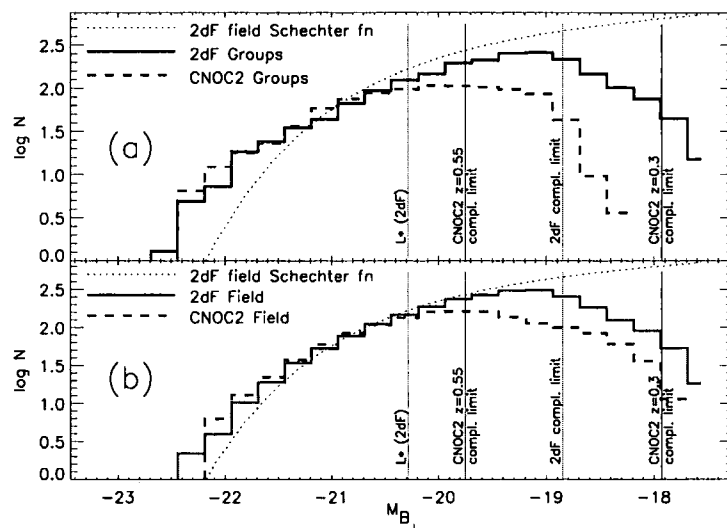 2dF field Schechter fn
2dF Groups
CNOC2 Groups
(a)
log N
2.5
2.0
1.5
1.0
0.5
0.0
L* (2dF)
CNOC2 z=0.55
compl. limit
2dF compl. limit
CNOC2 z=0.3
compl. limit
2dF field Schechter fn
2dF Field
CNOC2 Field
(b)
log N
2.5
2.0
1.5
1.0
0.5
0.0
L* (2dF)
CNOC2 z=0.55
compl. limit
2dF compl. limit
CNOC2 z=0.3
compl. limit
-23 -22 -21 -20 -19 -18
M_B_J